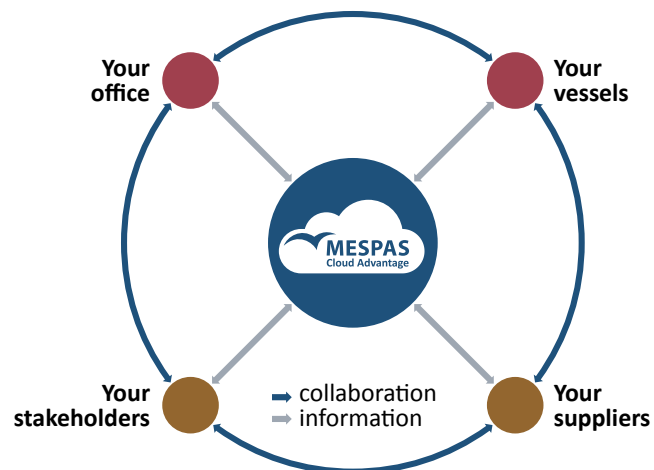 Your
office
Your
vessels
MESPAS
Cloud Advantage
Your
stakeholders
collaboration
information
Your
suppliers